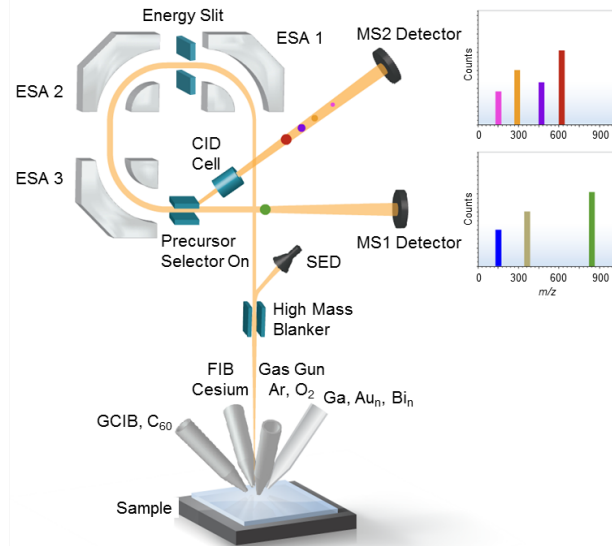 Energy Slit
ESA 1
MS2 Detector
ESA 2
CID
Cell
ESA 3
Precursor
Selector On
MS1 Detector
SED
High Mass
Blanker
FIB
Cesium
Gas Gun
Ar, O2
Ga, Aun, Bin
GCIB, C60
Sample
Counts
0 300 600 900
Counts
0 300 600 900
m/z